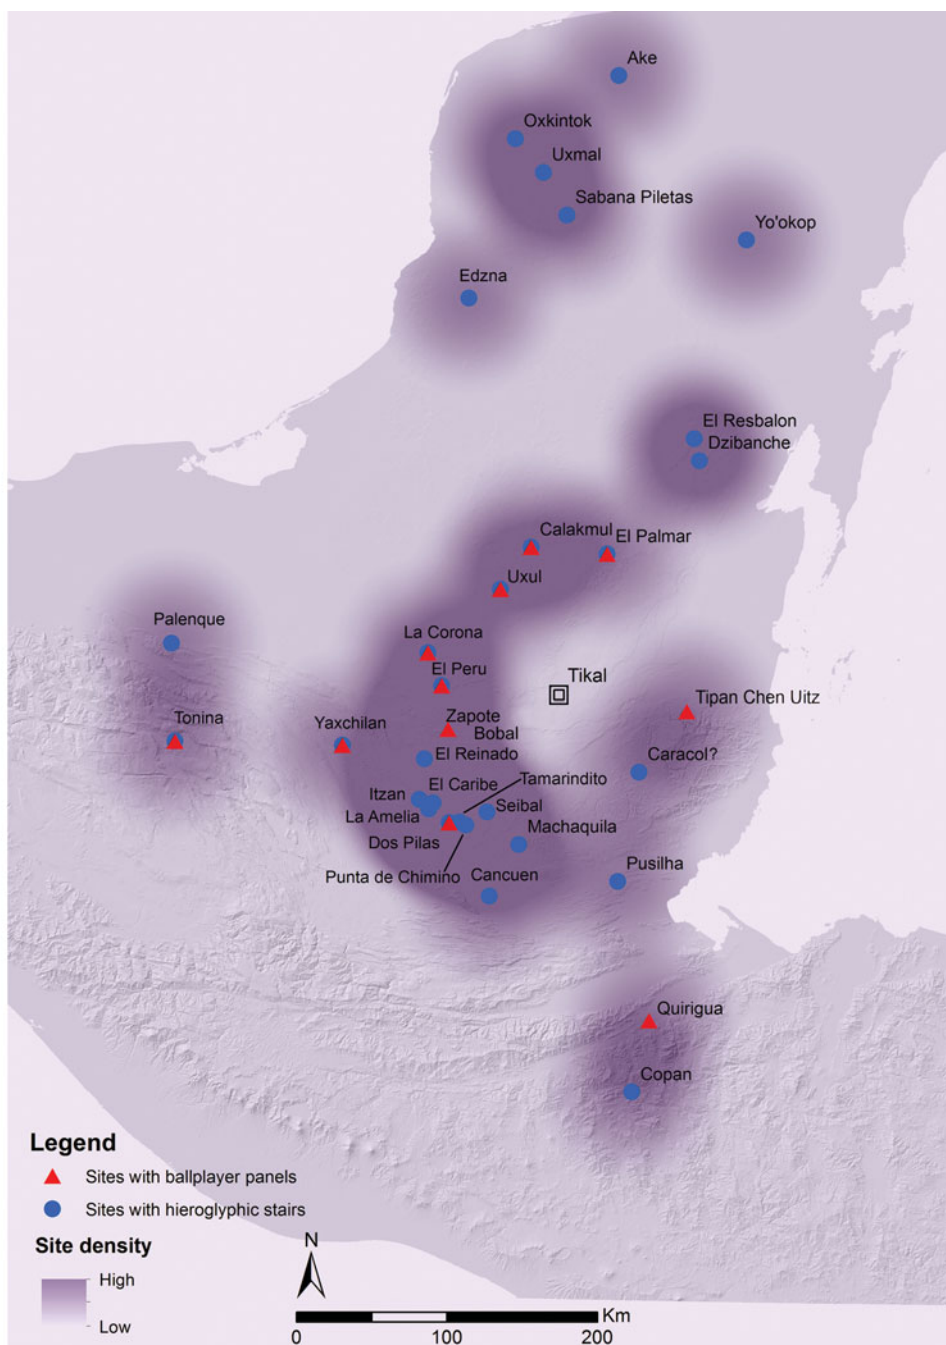 Ake
Oxkintok
Uxmal
Sabana Piletas
Yo'okop
Edzna
El Resbalon
Dzibanche
Calakmul
El Palmar
Uxul
Palenque
La Corona
El Peru
Tikal
Tipan Chen Uitz
Tonina
Yaxchilan
Zapote
Bobal
El Reinado
Caracol?
Itzan
El Caribe
Tamarindito
La Amelia
Seibal
Dos Pilas
Machaquila
Punta de Chimino
Cancuen
Pusilha
Quirigua
Copan
Legend
Sites with ballplayer panels
Sites with hieroglyphic stairs
Site density
High
Low
N
Km
0
100
200